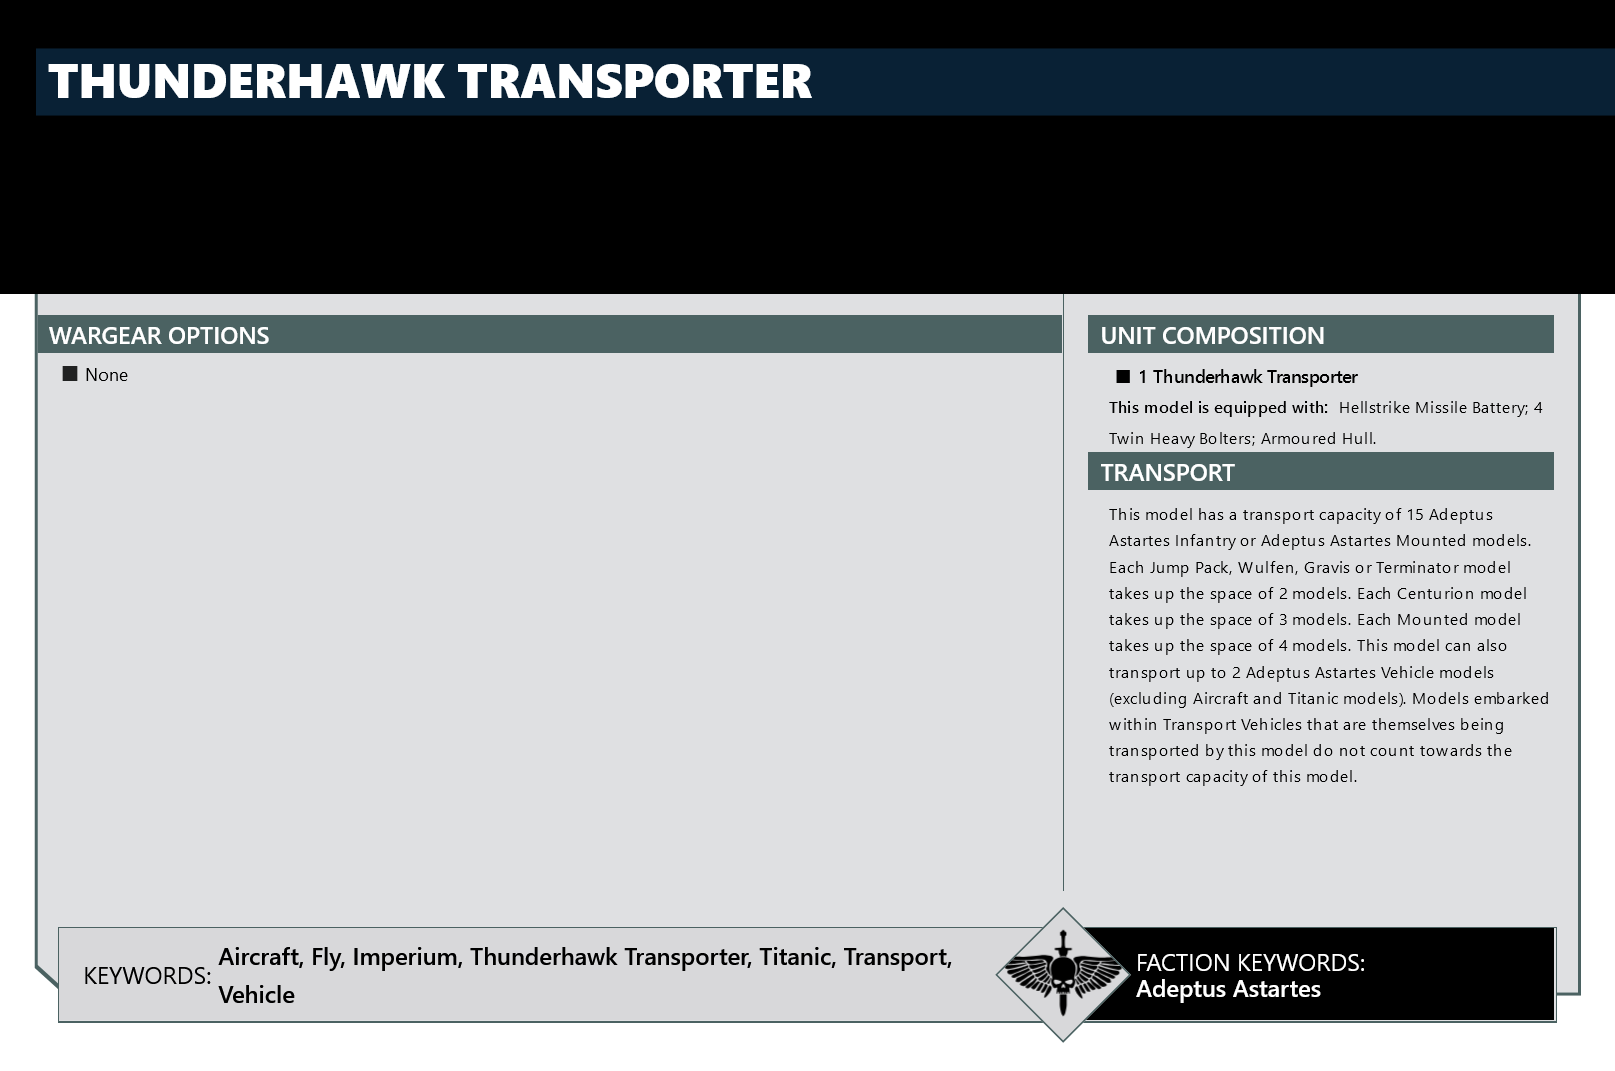 THUNDERHAWK TRANSPORTER
WARGEAR OPTIONS
■ None
UNIT COMPOSITION
■ 1 Thunderhawk Transporter
This model is equipped with: Hellstrike Missile Battery; 4
Twin Heavy Bolters; Armoured Hull.
TRANSPORT
This model has a transport capacity of 15 Adeptus
Astartes Infantry or Adeptus Astartes Mounted models.
Each Jump Pack, Wulfen, Gravis or Terminator model
takes up the space of 2 models. Each Centurion model
takes up the space of 3 models. Each Mounted model
takes up the space of 4 models. This model can also
transport up to 2 Adeptus Astartes Vehicle models
(excluding Aircraft and Titanic models). Models embarked
within Transport Vehicles that are themselves being
transported by this model do not count towards the
transport capacity of this model.
KEYWORDS: Aircraft, Fly, Imperium, Thunderhawk Transporter, Titanic, Transport,
Vehicle
FACTION KEYWORDS:
Adeptus Astartes